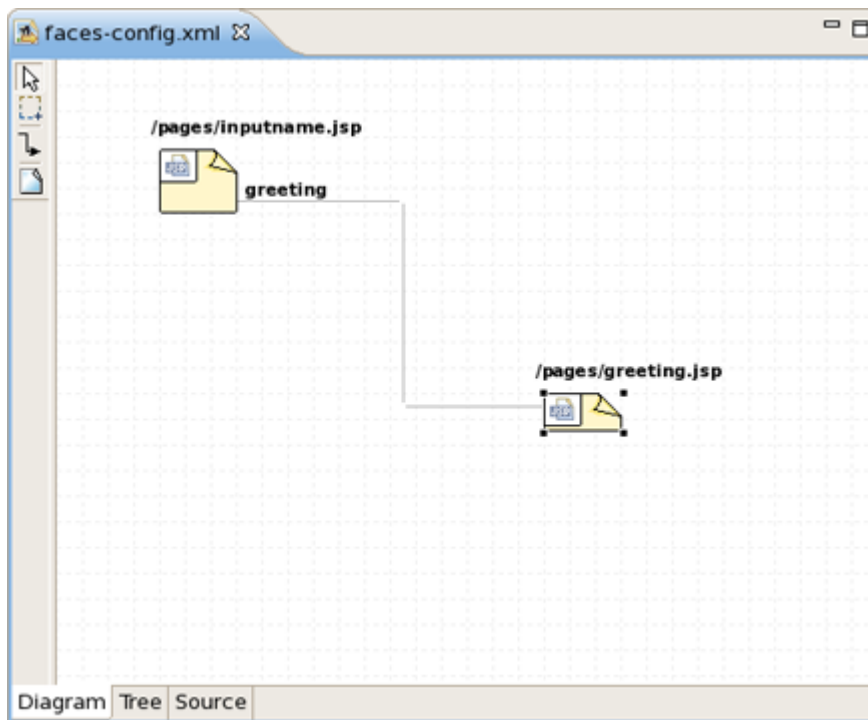 faces-config.xml
/pages/inputname.jsp
greeting
/pages/greeting.jsp
Diagram Tree Source